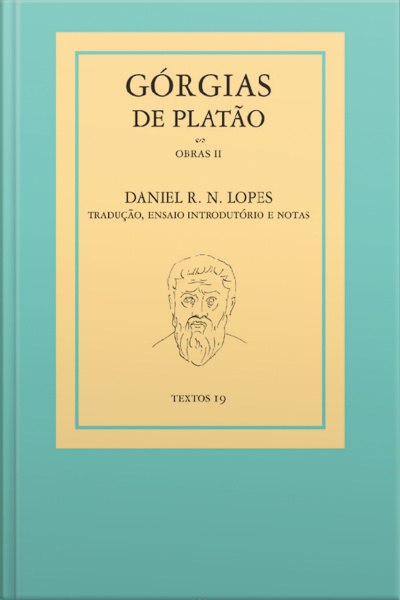 GÓRGIAS
DE PLATÃO
OBRAS II
DANIEL R. N. LOPES
TRADUÇÃO, ENSAIO INTRODUTÓRIO E NOTAS
TEXTOS 19